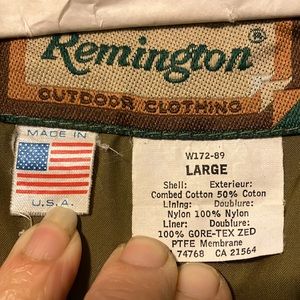 Remington®
OUTDOOR CLOTHING
MADE IN
U.S.A.
W172-89
LARGE
Shell: Exterieur:
Combed Cotton 50% Coton
Lining: Doublure:
Nylon 100% Nylon
Liner: Doublure:
100% GORE-TEX ZED
PTFE Membrane
74768 CA 21564